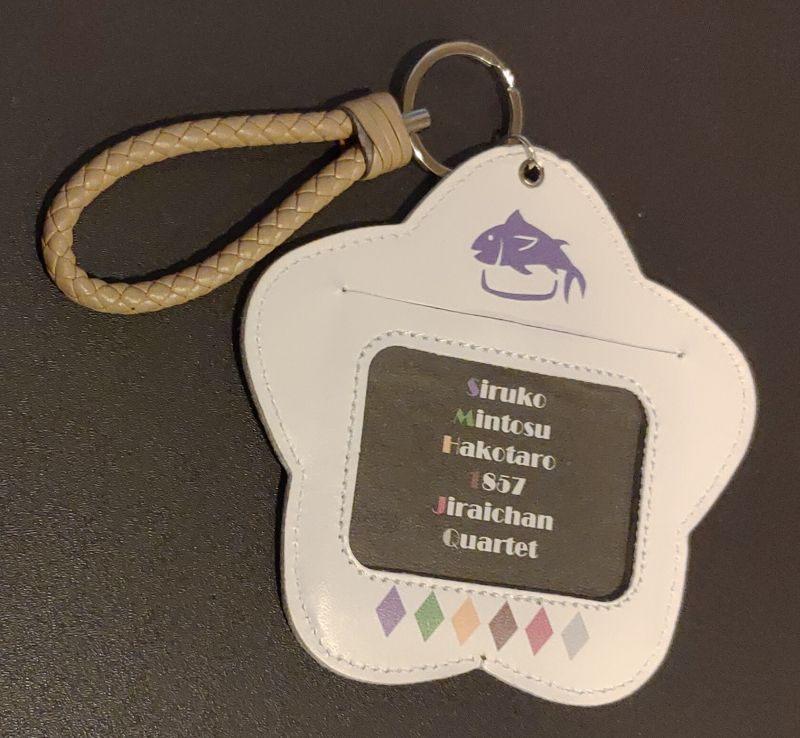 Siruko
Mintosu
Hakotaro
1857
Jiraichan
Quartet